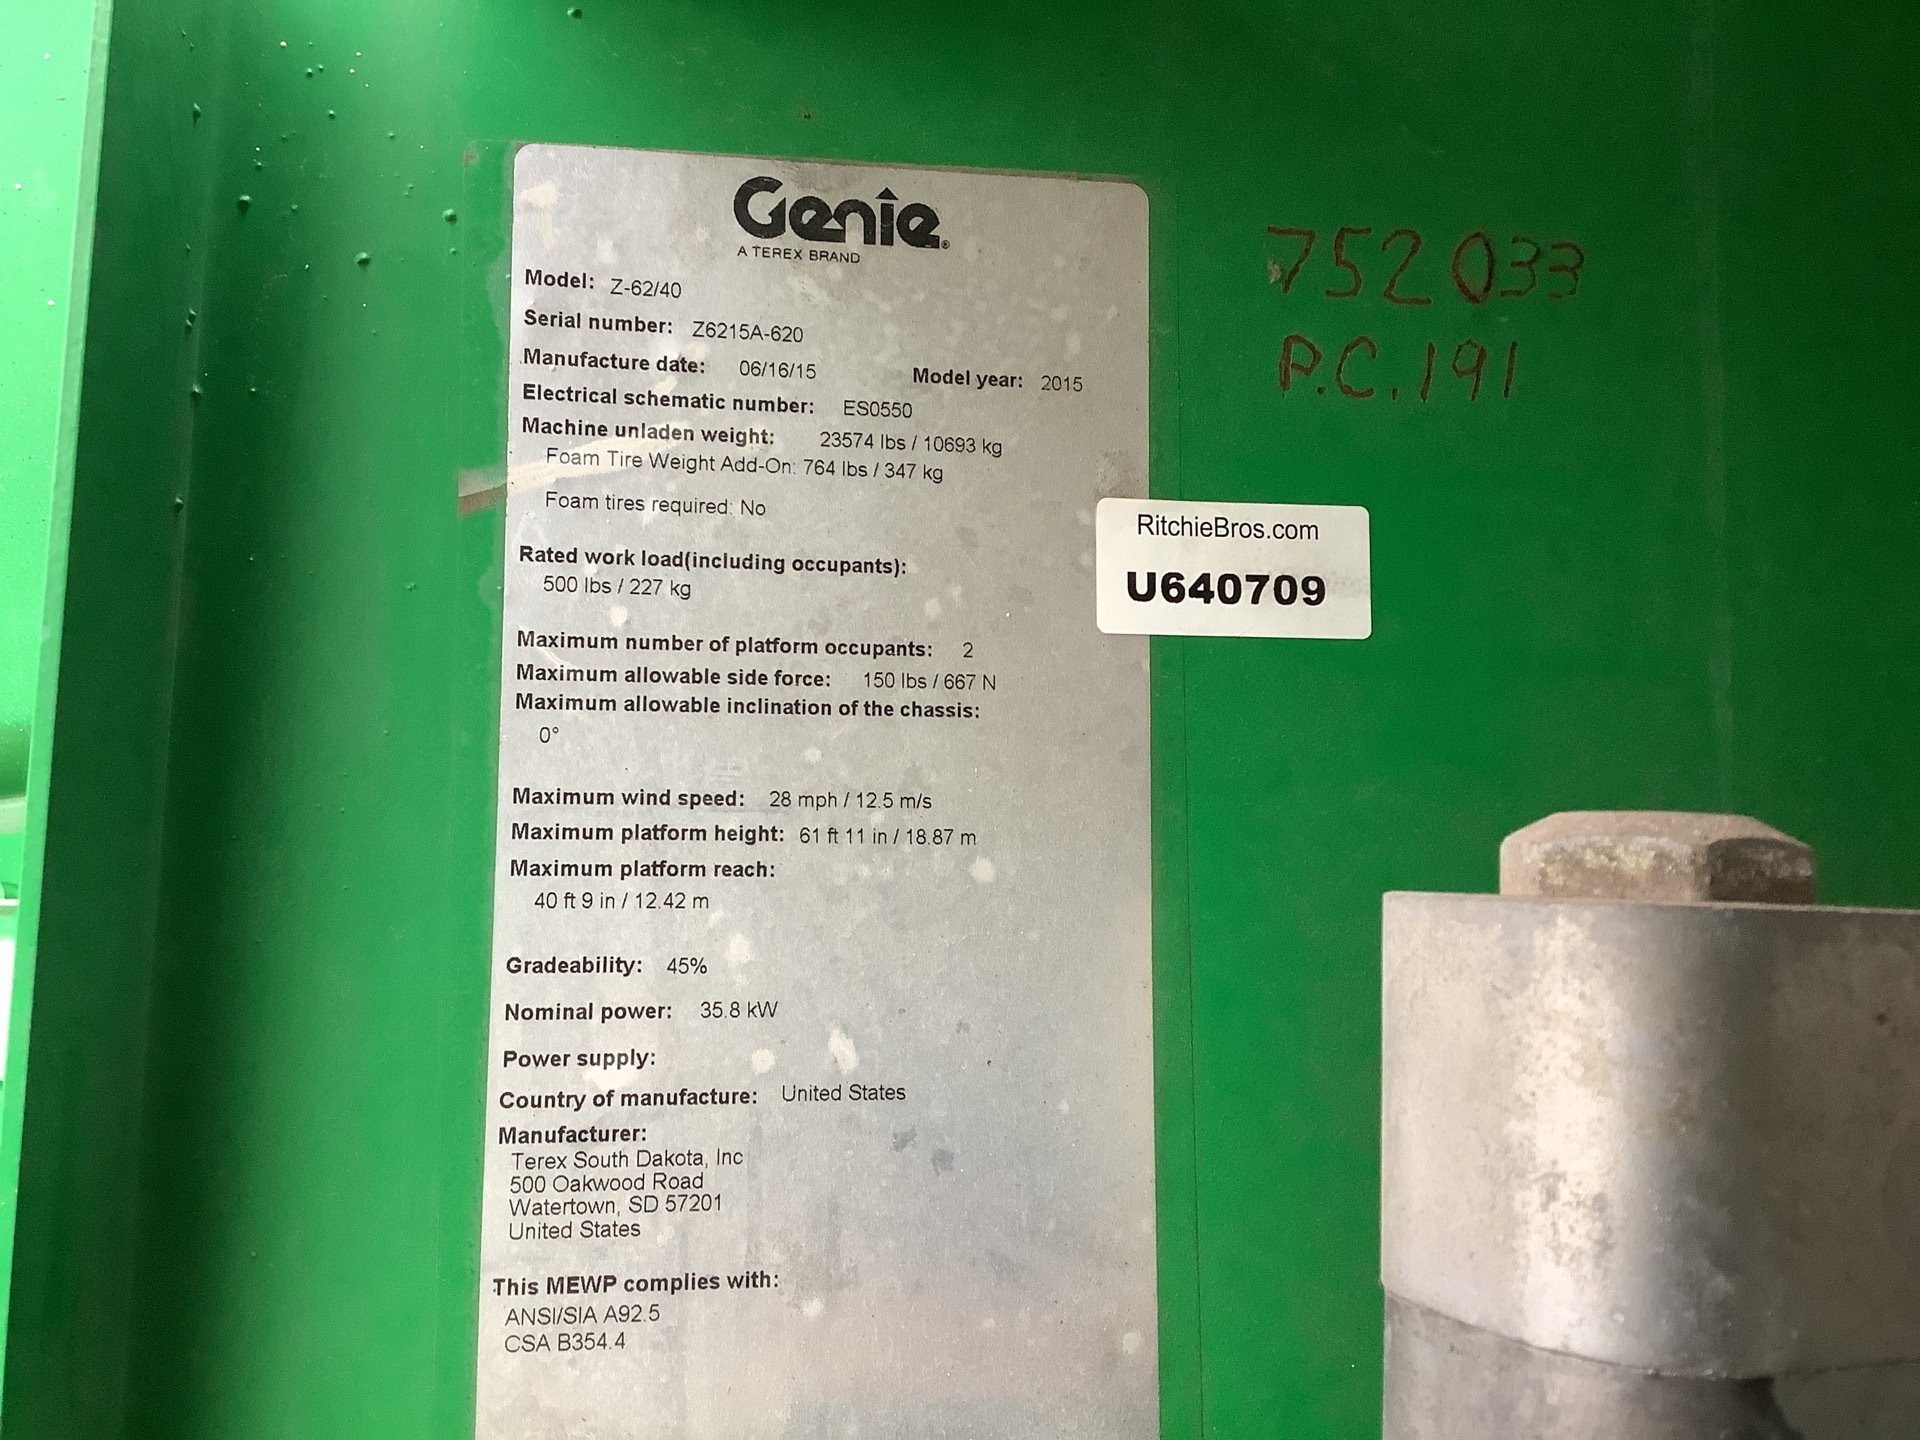 Genie®
A TEREX BRAND
Model: Z-62/40
Serial number: Z6215A-620
Manufacture date: 06/16/15 Model year: 2015
Electrical schematic number: ES0550
Machine unladen weight: 23574 lbs / 10693 kg
Foam Tire Weight Add-On: 764 lbs / 347 kg
Foam tires required: No
Rated work load(including occupants):
500 lbs / 227 kg
Maximum number of platform occupants: 2
Maximum allowable side force: 150 lbs / 667 N
Maximum allowable inclination of the chassis:
0°
Maximum wind speed: 28 mph / 12.5 m/s
Maximum platform height: 61 ft 11 in / 18.87 m
Maximum platform reach:
40 ft 9 in / 12.42 m
Gradeability: 45%
Nominal power: 35.8 kW
Power supply:
Country of manufacture: United States
Manufacturer:
Terex South Dakota, Inc
500 Oakwood Road
Watertown, SD 57201
United States
This MEWP complies with:
ANSI/SIA A92.5
CSA B354.4
752033
P.C.191
RitchieBros.com
U640709